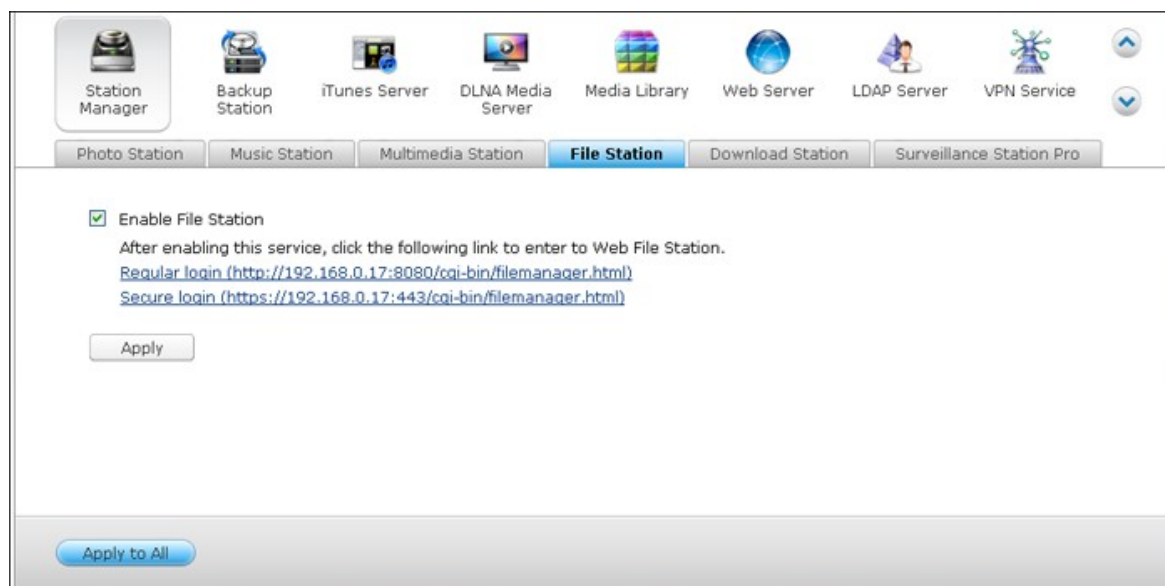 Station
Manager
Backup
Station
iTunes Server
DLNA Media
Server
Media Library
Web Server
LDAP Server
VPN Service
Photo Station
Music Station
Multimedia Station
File Station
Download Station
Surveillance Station Pro
Enable File Station
After enabling this service, click the following link to enter to Web File Station.
Regular login (http://192.168.0.17:8080/cgi-bin/filemanager.html)
Secure login (https://192.168.0.17:443/cgi-bin/filemanager.html)
Apply
Apply to All